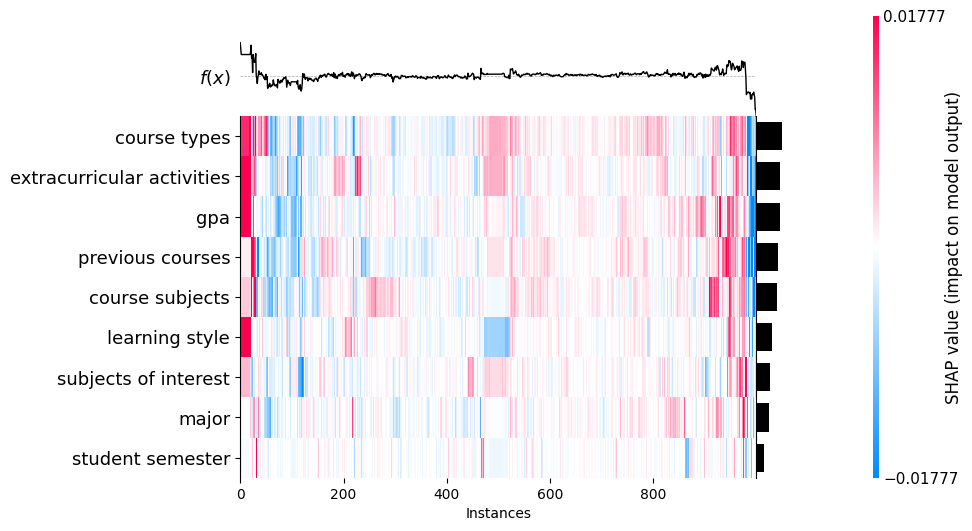 0.01777
f(x)
course types
extracurricular activities
gpa
previous courses
course subjects
learning style
subjects of interest
major
student semester
0 200 400 600 800
Instances
SHAP value (impact on model output)
−0.01777